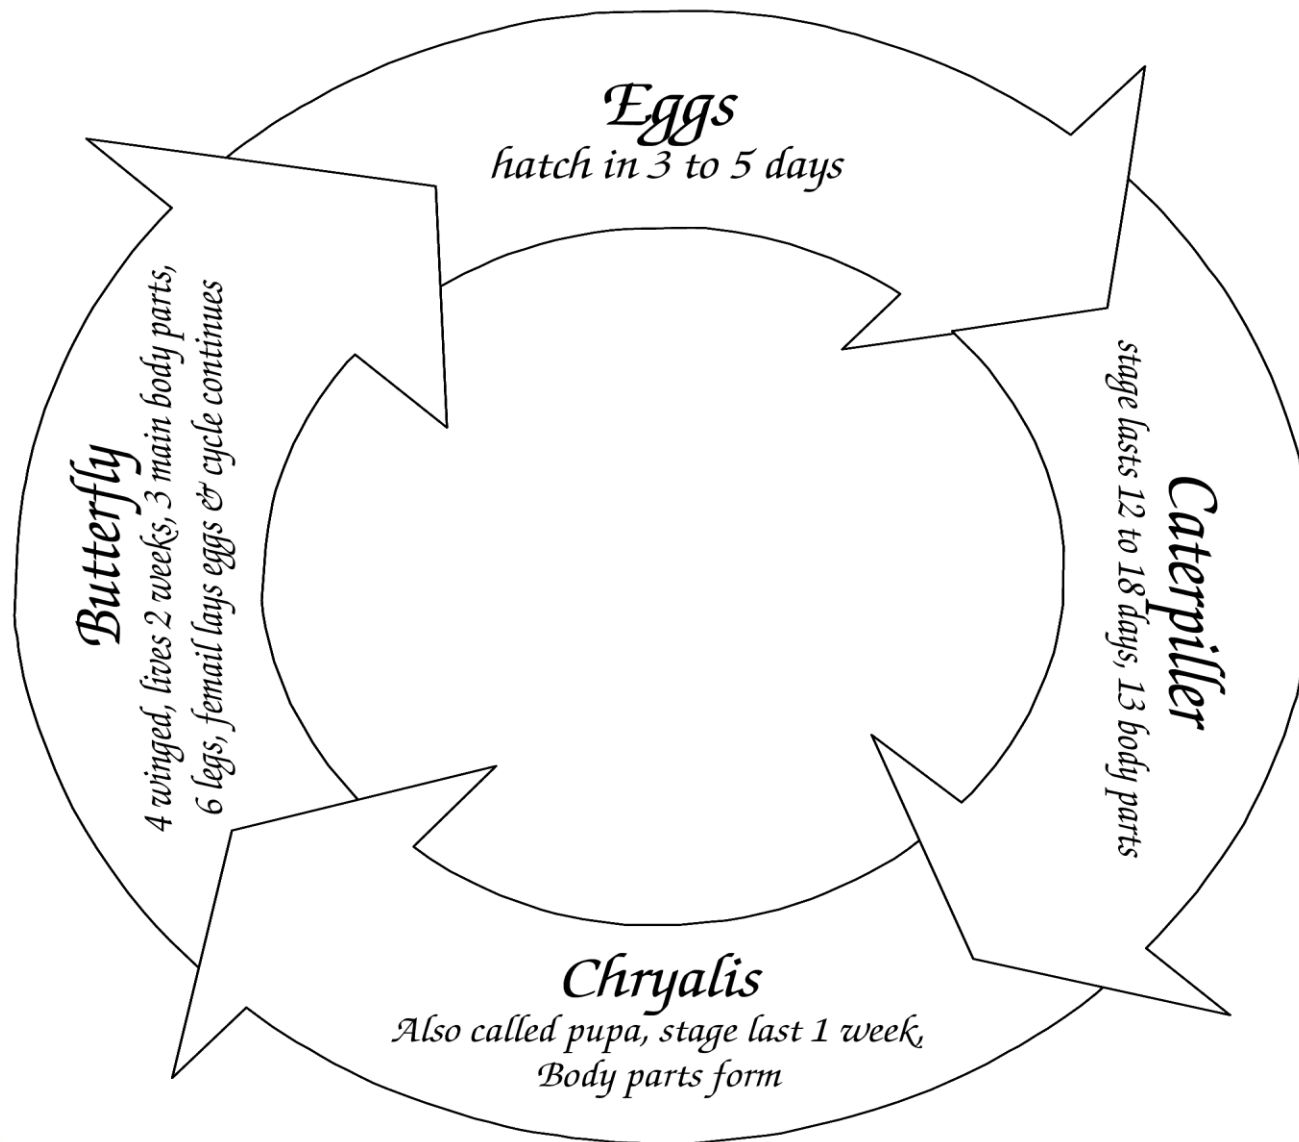 Eggs
hatch in 3 to 5 days
Caterpiller
stage lasts 12 to 18 days, 13 body parts
Chryalis
Also called pupa, stage last 1 week,
Body parts form
Butterfly
4 winged, lives 2 weeks, 3 main body parts,
6 legs, femail lays eggs & cycle continues